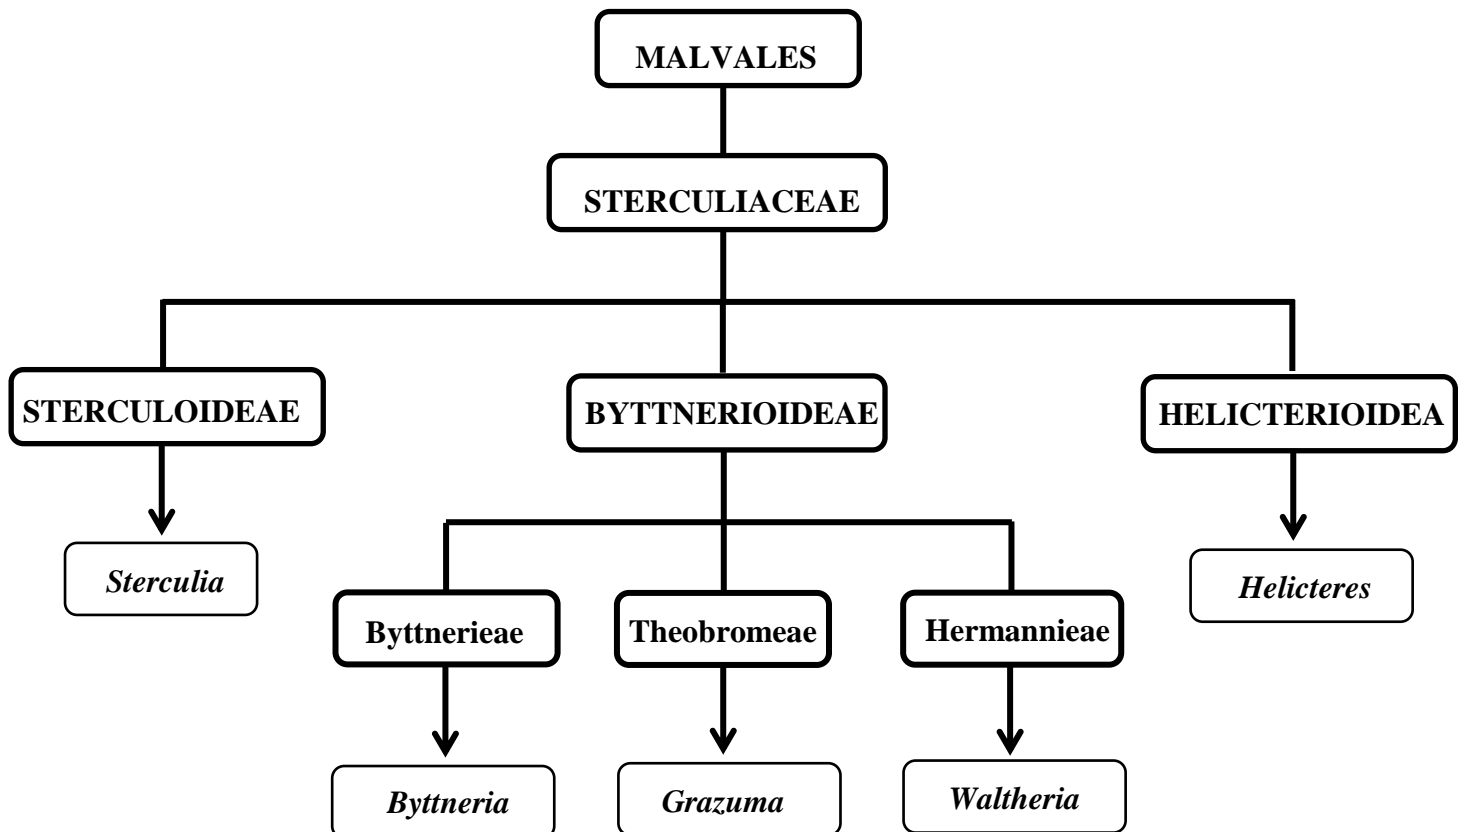 MALVALES
STERCULIACEAE
STERCULOIDEAE
BYTTNERIOIDEAE
HELICTERIOIDEA
Sterculia
Helicteres
Byttnerieae
Theobromeae
Hermannieae
Byttneria
Grazuma
Waltheria